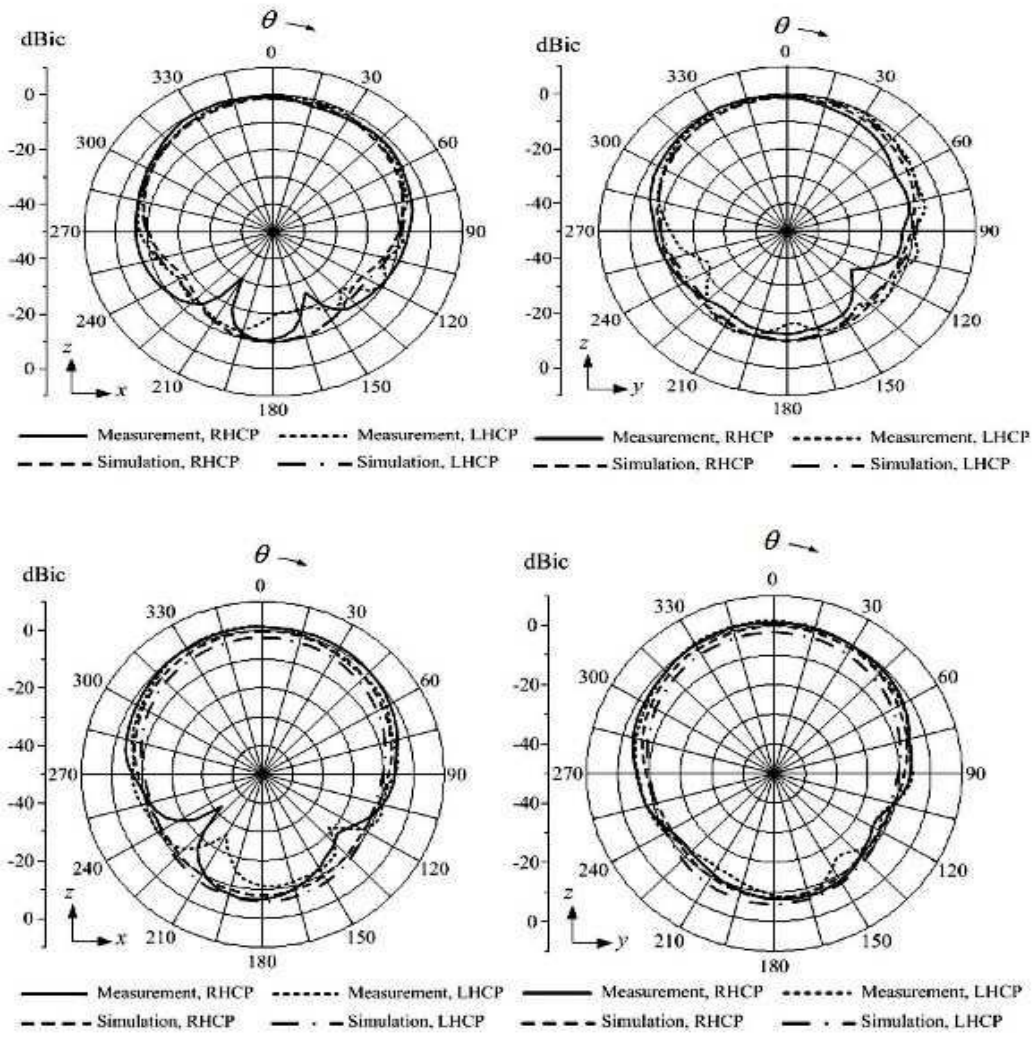 θ
dBic
0
330
30
0
300
60
-20
-40
270
90
-40
240
120
-20
z
0
210
150
x
180
Measurement, RHCP
Measurement, LHCP
Simulation, RHCP
Simulation, LHCP
θ
dBic
0
330
30
0
300
60
-20
-40
270
90
-40
240
120
-20
z
0
210
150
y
180
Measurement, RHCP
Measurement, LHCP
Simulation, RHCP
Simulation, LHCP
θ
dBic
0
330
30
0
300
60
-20
-40
270
90
-40
240
120
-20
z
0
210
150
x
180
Measurement, RHCP
Measurement, LHCP
Simulation, RHCP
Simulation, LHCP
θ
dBic
0
330
30
0
300
60
-20
-40
270
90
-40
240
120
-20
z
0
210
150
y
180
Measurement, RHCP
Measurement, LHCP
Simulation, RHCP
Simulation, LHCP